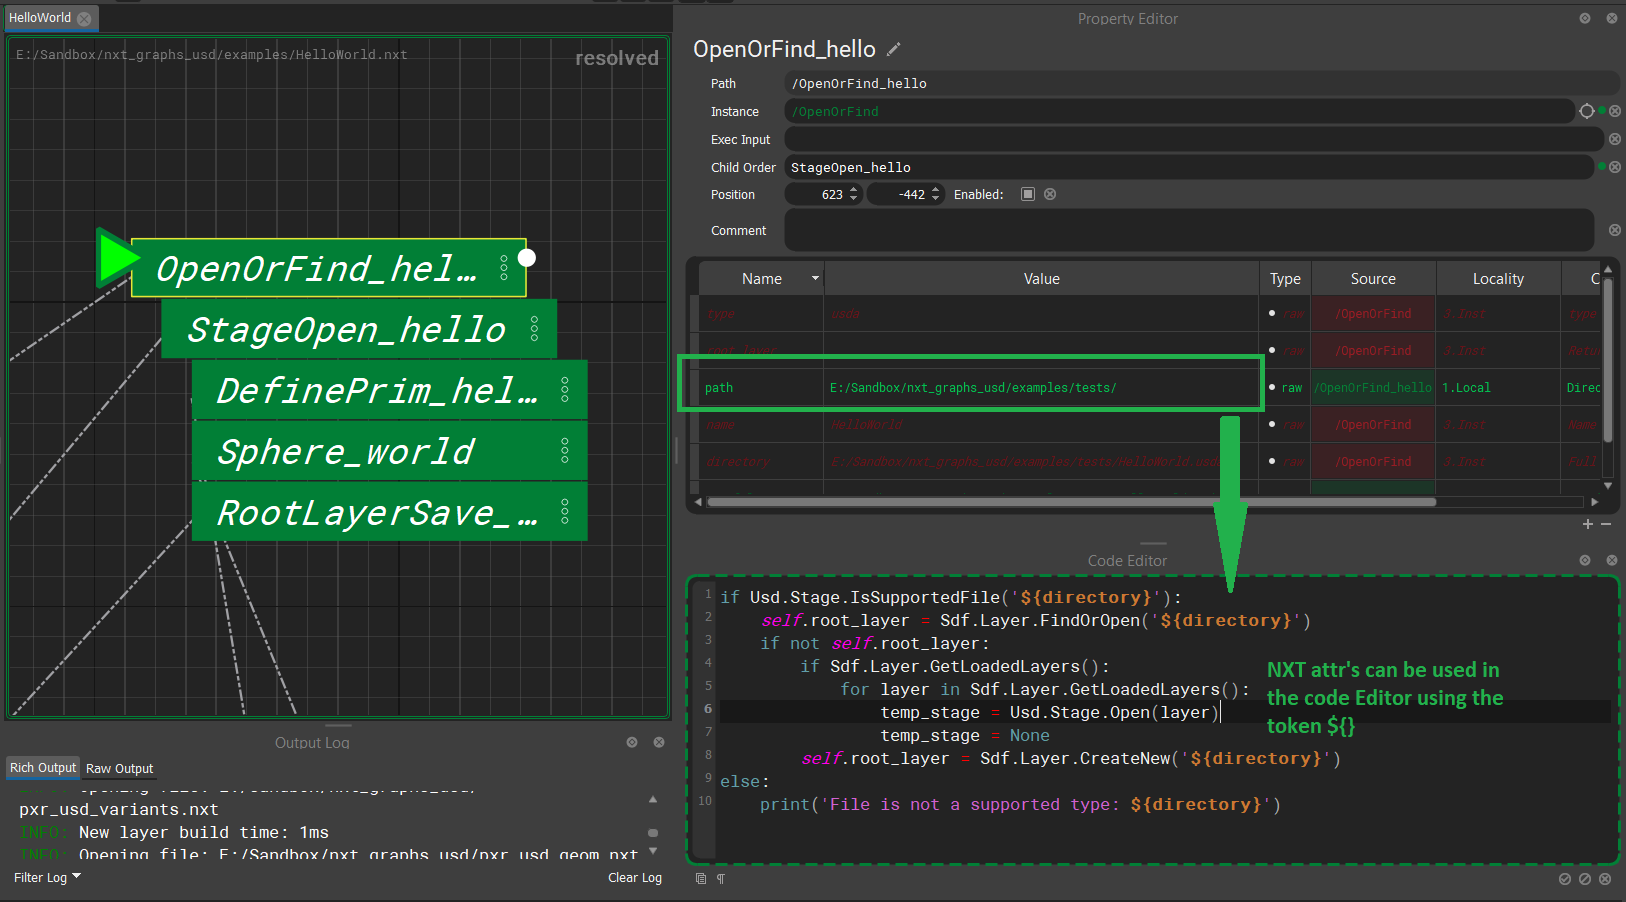 HelloWorld
E:/Sandbox/nxt_graphs_usd/examples/HelloWorld.nxt
resolved
OpenOrFind_hel...
StageOpen_hello
DefinePrim_hel...
Sphere_world
RootLayerSave_...
Output Log
Rich Output Raw Output
INFO: Opening file: E:/Sandbox/nxt_graphs_usd/
pxr_usd_variants.nxt
INFO: New layer build time: 1ms
INFO: Opening file: E:/Sandbox/nxt_graphs_usd/pxr_usd_geom.nxt
Filter Log Clear Log
Property Editor
OpenOrFind_hello
Path /OpenOrFind_hello
Instance /OpenOrFind
Exec Input
Child Order StageOpen_hello
Position 623 -442 Enabled:
Comment
Name Value Type Source Locality C
type usda raw /OpenOrFind 3.Inst type
root_layer raw /OpenOrFind 3.Inst Retu
path E:/Sandbox/nxt_graphs_usd/examples/tests/ raw /OpenOrFind_hello 1.Local Direc
name HelloWorld raw /OpenOrFind 3.Inst Name
directory E:/Sandbox/nxt_graphs_usd/examples/tests/HelloWorld.usd raw /OpenOrFind 3.Inst Full
Code Editor
1 if Usd.Stage.IsSupportedFile('${directory}'):
2 self.root_layer = Sdf.Layer.FindOrOpen('${directory}')
3 if not self.root_layer:
4 if Sdf.Layer.GetLoadedLayers():
5 for layer in Sdf.Layer.GetLoadedLayers():
6 temp_stage = Usd.Stage.Open(layer)
7 temp_stage = None
8 self.root_layer = Sdf.Layer.CreateNew('${directory}')
9 else:
10 print('File is not a supported type: ${directory}')
NXT attr's can be used in
the code Editor using the
token ${}